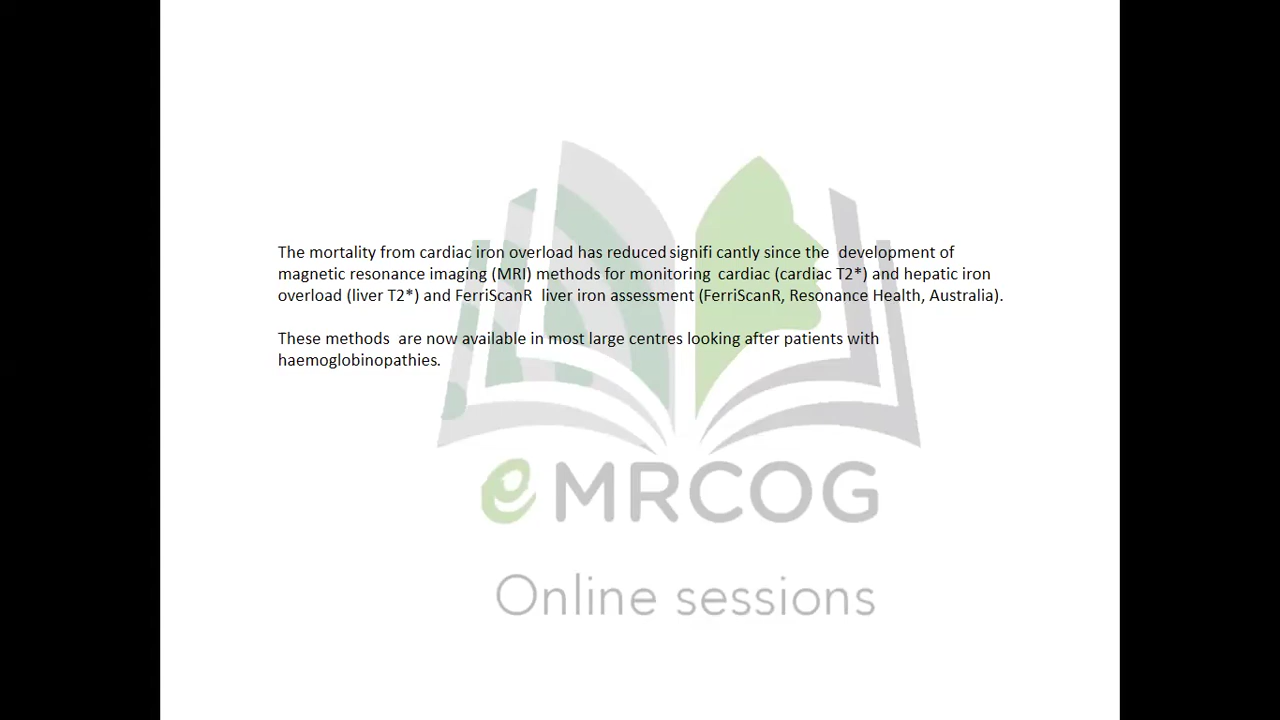 The mortality from cardiac iron overload has reduced signifi cantly since the  development of
magnetic resonance imaging (MRI) methods for monitoring  cardiac (cardiac T2*) and hepatic iron
overload (liver T2*) and FerriScanR  liver iron assessment (FerriScanR, Resonance Health, Australia).
These methods  are now available in most large centres looking after patients with
haemoglobinopathies.
eMRCOG
Online sessions